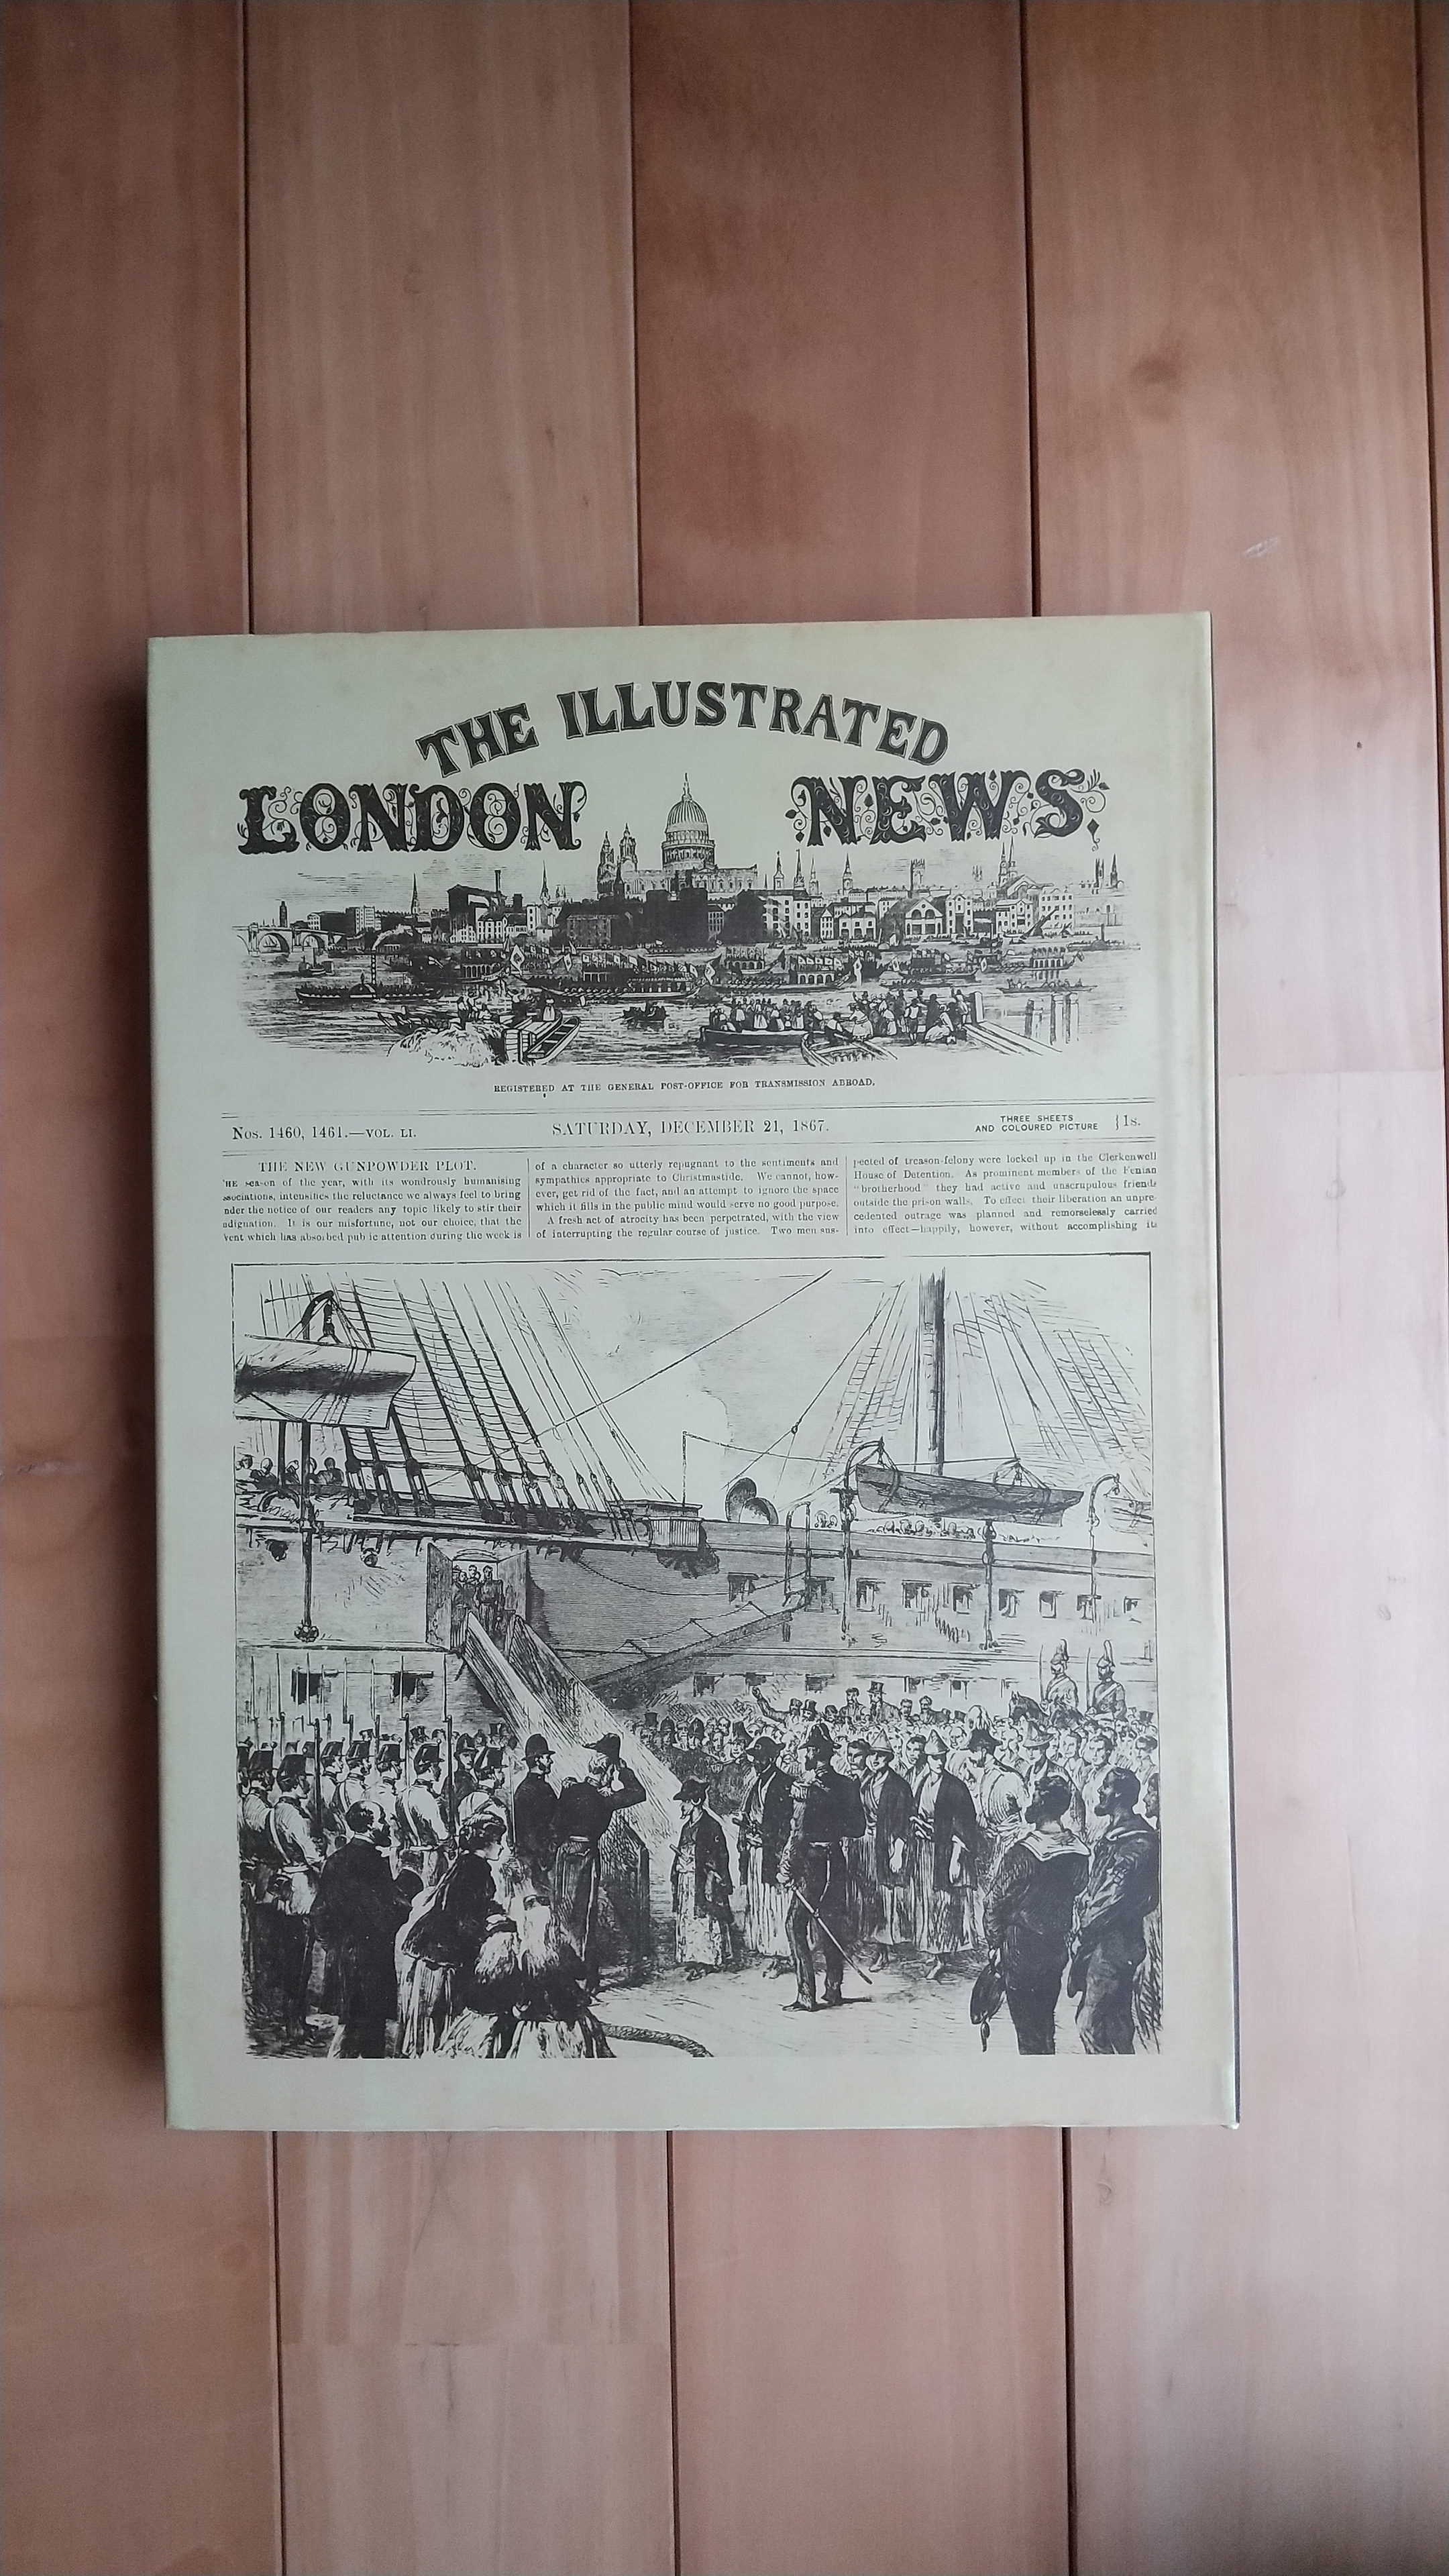 THE ILLUSTRATED
LONDON NEWS
REGISTERED AT THE GENERAL POST-OFFICE FOR TRANSMISSION ABROAD.
Nos. 1460, 1461.—VOL. LI.
SATURDAY, DECEMBER 21, 1867.
THREE SHEETS
AND COLOURED PICTURE
1s.
THE NEW GUNPOWDER PLOT.
HE season of the year, with its wondrously humanising
ssociations, intensifies the reluctance we always feel to bring
nder the notice of our readers any topic likely to stir their
ndignation. It is our misfortune, not our choice, that the
vent which has absorbed public attention during the week is
of a character so utterly repugnant to the sentiments and
sympathies appropriate to Christmastide. We cannot, how-
ever, get rid of the fact, and an attempt to ignore the space
which it fills in the public mind would serve no good purpose.
A fresh act of atrocity has been perpetrated, with the view
of interrupting the regular course of justice. Two men sus-
pected of treason-felony were locked up in the Clerkenwell
House of Detention. As prominent members of the Fenian
"brotherhood" they had active and unscrupulous friends
outside the prison walls. To effect their liberation an unpre-
cedented outrage was planned and remorselessly carried
into effect—happily, however, without accomplishing its